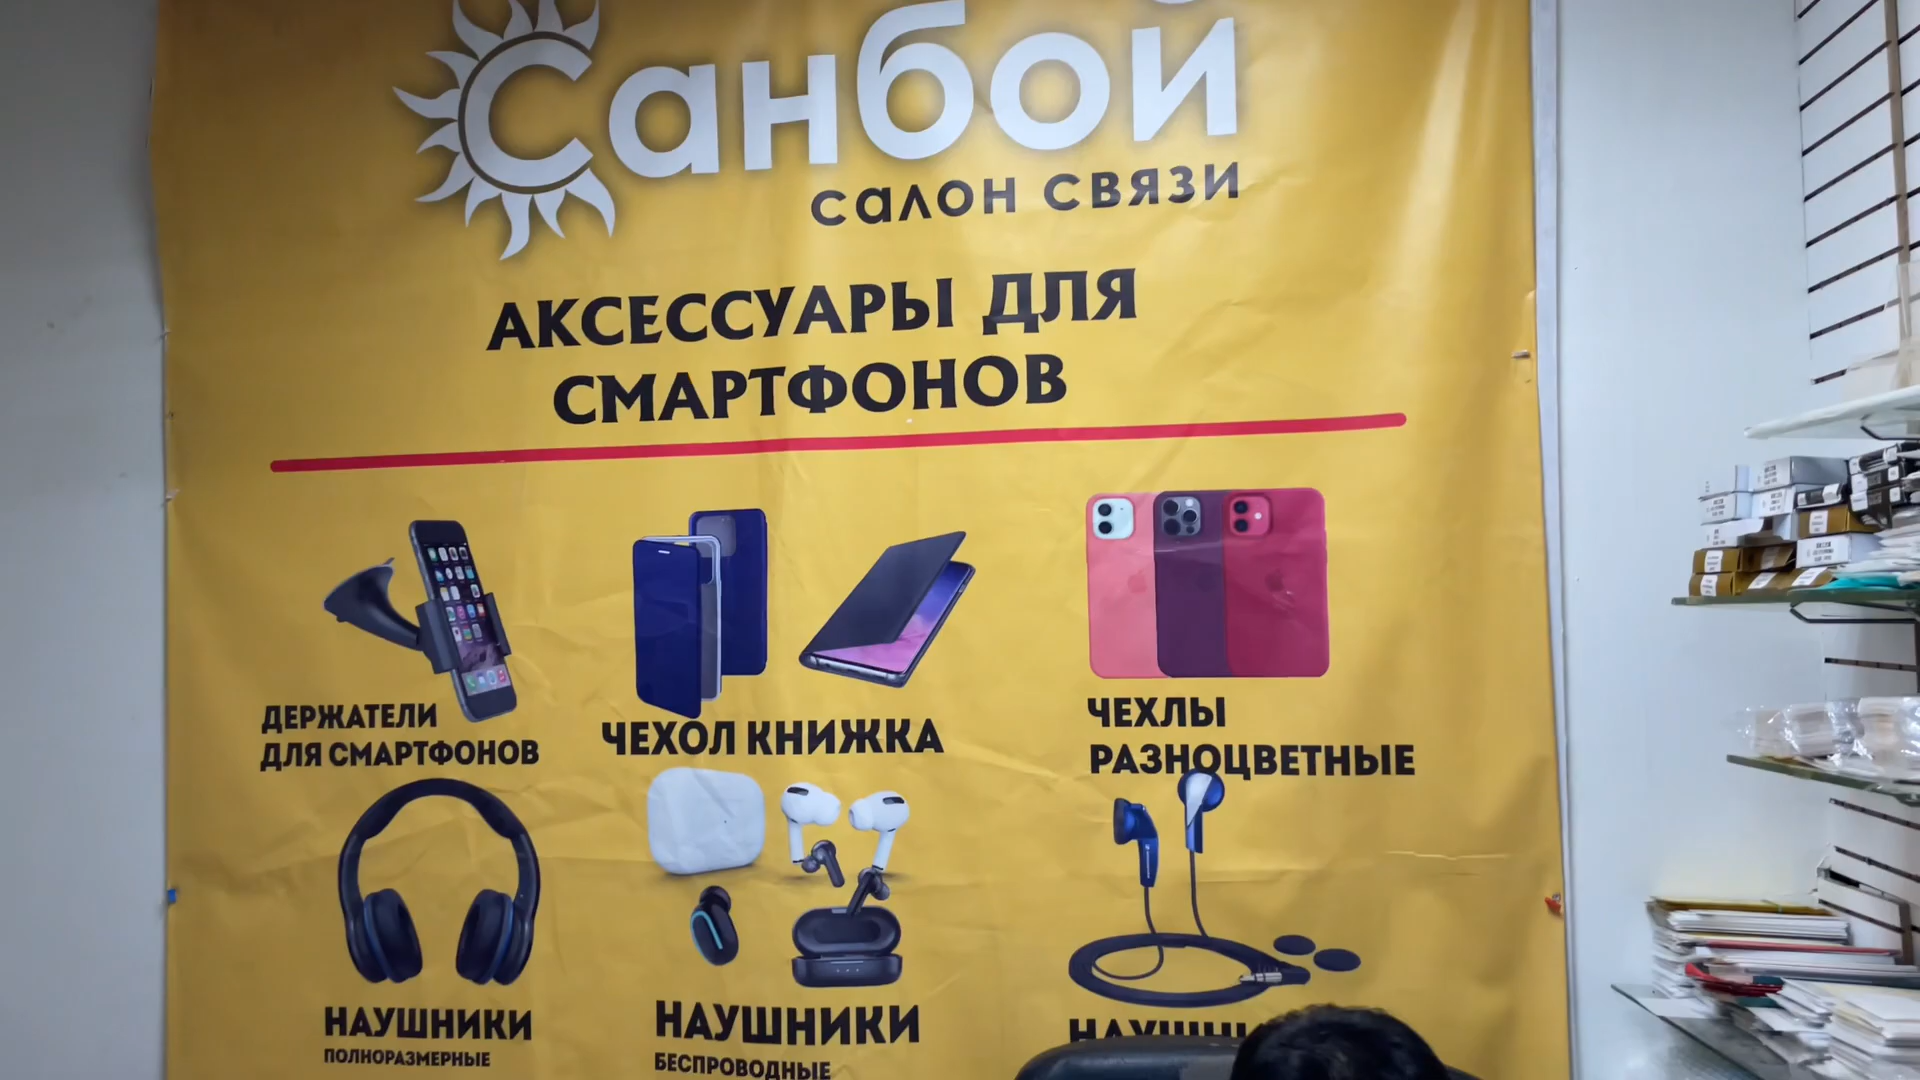 Санбой
салон связи
АКСЕССУАРЫ ДЛЯ
СМАРТФОНОВ
ДЕРЖАТЕЛИ
ДЛЯ СМАРТФОНОВ
ЧЕХОЛ КНИЖКА
ЧЕХЛЫ
РАЗНОЦВЕТНЫЕ
НАУШНИКИ
ПОЛНОРАЗМЕРНЫЕ
НАУШНИКИ
БЕСПРОВОДНЫЕ